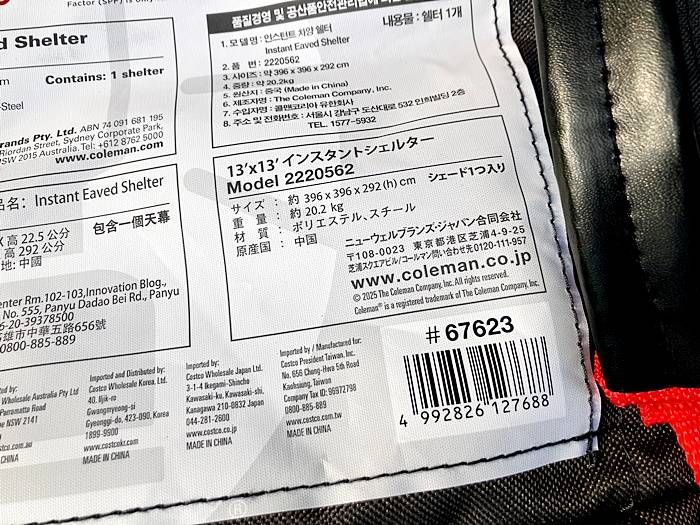 Factor (SPF) is only
d Shelter
Contains: 1 shelter
-Steel
rands Pty. Ltd. ABN 74 091 681 195
Riordan Street, Sydney Corporate Park,
NSW 2015 Australia. Tel: +612 8762 5000
www.coleman.com
품질경영 및 공산품안전관리법에
내용물 : 쉘터 1개
1. 모델명 : 인스턴트 차양 쉘터
Instant Eaved Shelter
2. 품 번 : 2220562
3. 사이즈 : 약 396 x 396 x 292 cm
4. 중량 : 약 20.2kg
5. 원산지 : 중국 (Made in China)
6. 제조자명 : The Coleman Company, Inc.
7. 수입자명 : 콜맨코리아 유한회사
8. 주소 및 전화번호 : 서울시 강남구 도산대로 532 인희빌딩 2층
TEL. 1577-5932
品名: Instant Eaved Shelter
X 高 22.5 公分
高 292 公分
包含一個天幕
地: 中國
enter Rm.102-103,Innovation Blog.,
No. 555, Panyu Dadao Bei Rd., Panyu
6-20-39378500
雄市中華五路656號
0800-885-889
13'x13' インスタントシェルター
Model 2220562
シェード1つ入り
サイズ : 約 396 x 396 x 292 (h) cm
重量 : 約 20.2 kg
材質 : ポリエステル、スチール
原産国 : 中国
ニューウェルブランズ・ジャパン合同会社
〒108-0023 東京都港区芝浦4-9-25
芝浦スクエアビル/コールマン問い合わせ先0120-111-957
www.coleman.co.jp
© 2025 The Coleman Company, Inc. All rights reserved.
Coleman® is a registered trademark of The Coleman Company, Inc.
ed by:
Wholesale Australia Pty Ltd
Parramatta Road
NSW 2141
tco.com.au
CHINA
Imported and Distributed by:
Costco Wholesale Korea, Ltd.
40, Iljik-ro
Gwangmyeong-si
Gyeonggi-do, 423-090, Korea
1899-9900
www.costcokr.com
MADE IN CHINA
Imported by:
Costco Wholesale Japan Ltd.
3-1-4 Ikegami-Shincho
Kawasaki-ku, Kawasaki-shi,
Kanagawa 210-0832 Japan
044-281-2600
www.costco.co.jp
MADE IN CHINA
Imported by / Manufactured for:
Costco President Taiwan, Inc.
No. 656 Chung-Hwa 5th Road
Kaohsiung, Taiwan
Company Tax ID: 96972798
0800-885-889
www.costco.com.tw
MADE IN CHINA
#67623
4 992826 127688